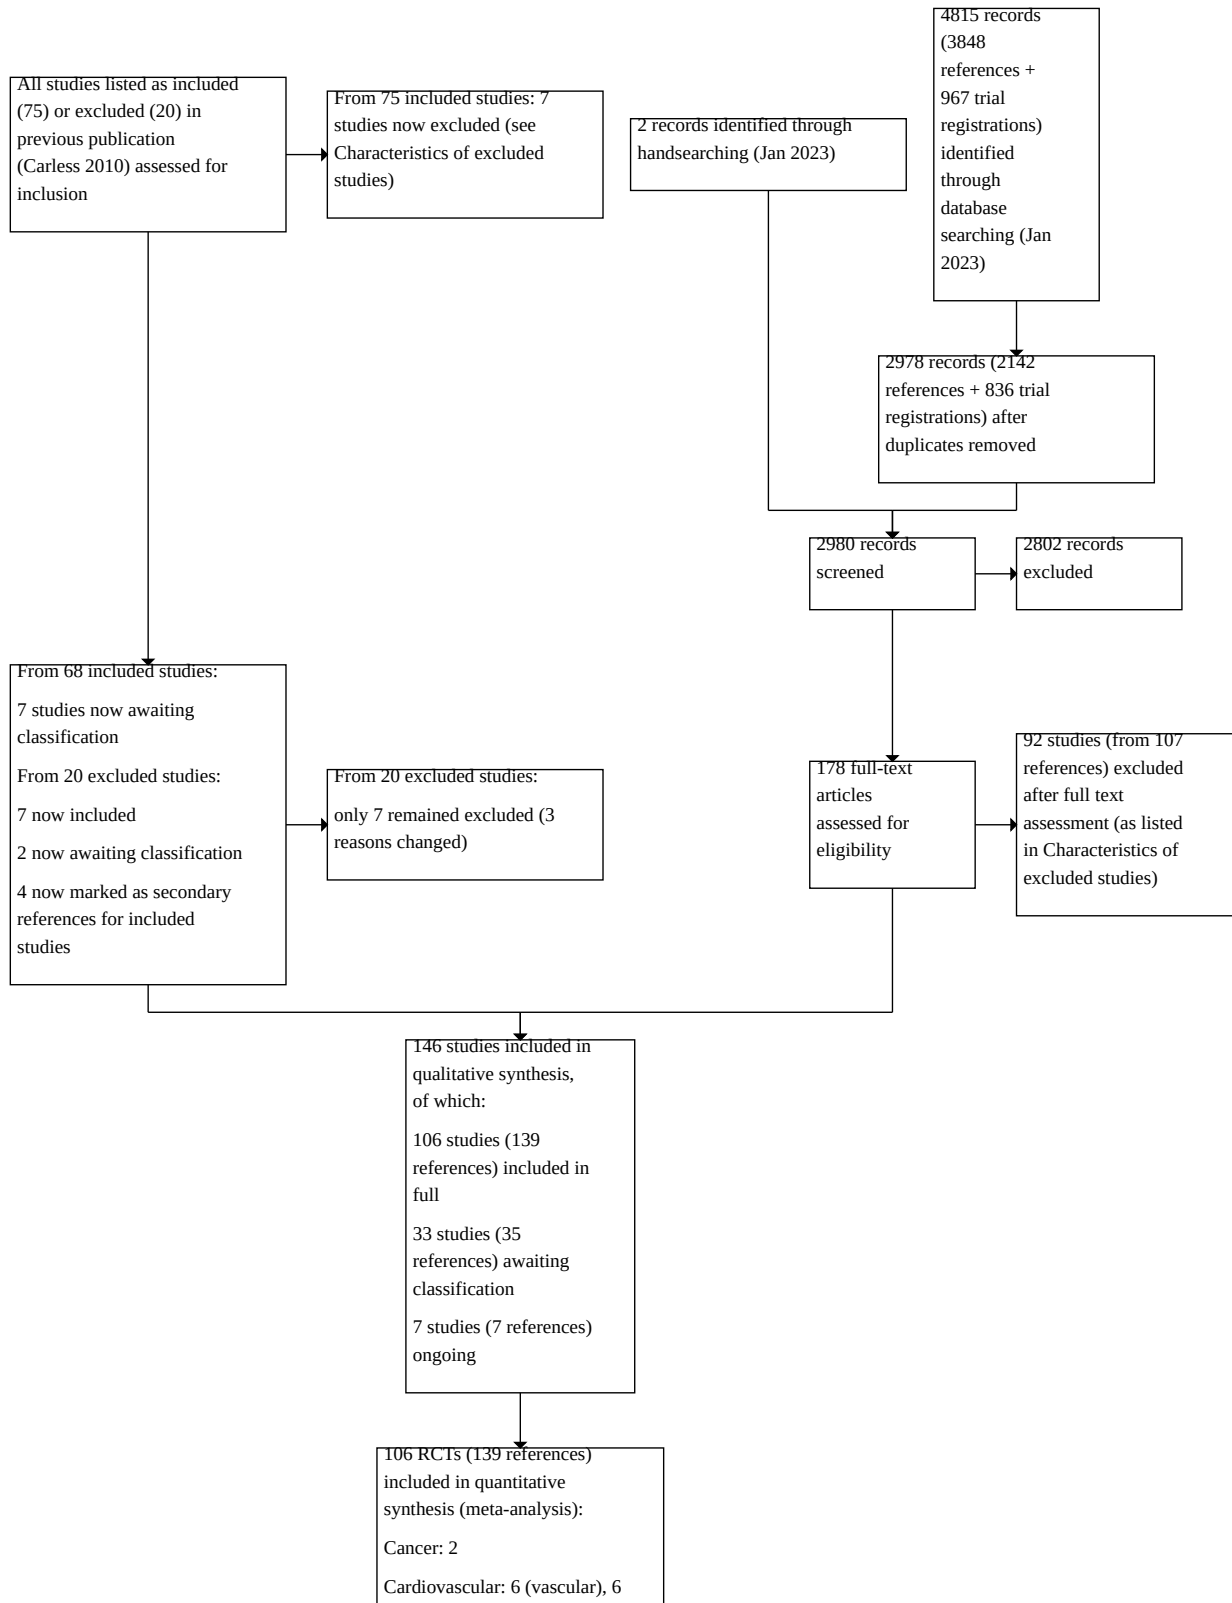 All studies listed as included
(75) or excluded (20) in
previous publication
(Carless 2010) assessed for
inclusion
From 75 included studies: 7
studies now excluded (see
Characteristics of excluded
studies)
2 records identified through
handsearching (Jan 2023)
4815 records
(3848
references +
967 trial
registrations)
identified
through
database
searching (Jan
2023)
2978 records (2142
references + 836 trial
registrations) after
duplicates removed
2980 records
screened
2802 records
excluded
From 68 included studies:
7 studies now awaiting
classification
From 20 excluded studies:
7 now included
2 now awaiting classification
4 now marked as secondary
references for included
studies
From 20 excluded studies:
only 7 remained excluded (3
reasons changed)
178 full-text
articles
assessed for
eligibility
92 studies (from 107
references) excluded
after full text
assessment (as listed
in Characteristics of
excluded studies)
146 studies included in
qualitative synthesis,
of which:
106 studies (139
references) included in
full
33 studies (35
references) awaiting
classification
7 studies (7 references)
ongoing
106 RCTs (139 references)
included in quantitative
synthesis (meta-analysis):
Cancer: 2
Cardiovascular: 6 (vascular), 6